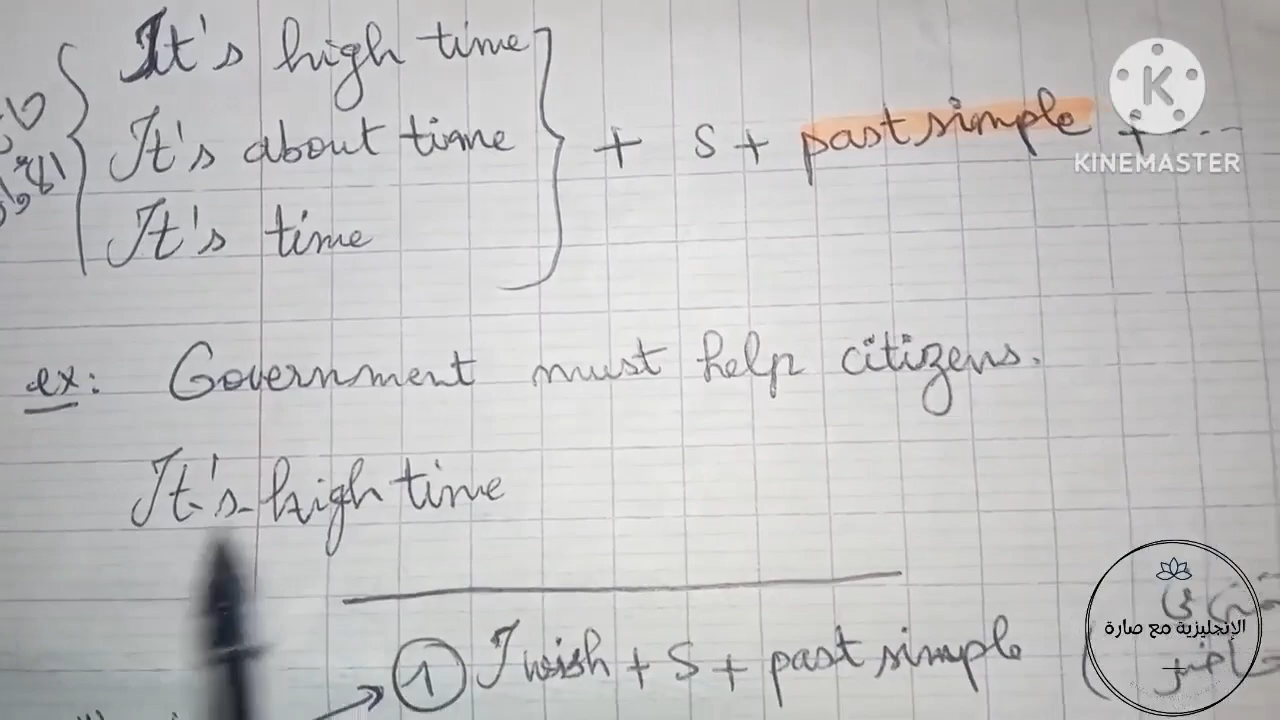 It's high time
It's about time + S + past simple + ...
It's time
KINEMASTER
ex: Government must help citizens.
It's high time
الإنجليزية مع صارة
① I wish + S + past simple